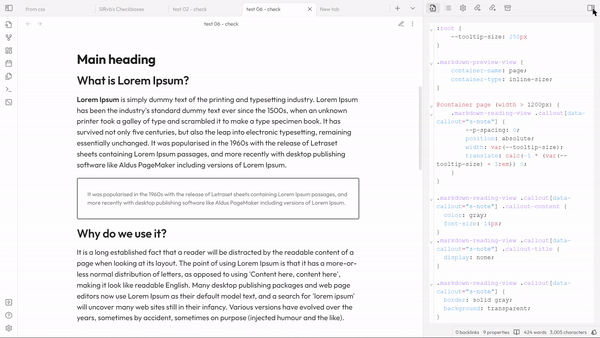 From css
SlRvb's Checkboxes
test 02 - check
test 06 - check
New tab
test 06 - check
Main heading
What is Lorem Ipsum?
Lorem Ipsum is simply dummy text of the printing and typesetting industry. Lorem Ipsum
has been the industry's standard dummy text ever since the 1500s, when an unknown
printer took a galley of type and scrambled it to make a type specimen book. It has
survived not only five centuries, but also the leap into electronic typesetting, remaining
essentially unchanged. It was popularised in the 1960s with the release of Letraset
sheets containing Lorem Ipsum passages, and more recently with desktop publishing
software like Aldus PageMaker including versions of Lorem Ipsum.
It was popularised in the 1960s with the release of Letraset sheets containing Lorem Ipsum passages, and
more recently with desktop publishing software like Aldus PageMaker including versions of Lorem Ipsum.
Why do we use it?
It is a long established fact that a reader will be distracted by the readable content of a
page when looking at its layout. The point of using Lorem Ipsum is that it has a more-or-
less normal distribution of letters, as opposed to using 'Content here, content here',
making it look like readable English. Many desktop publishing packages and web page
editors now use Lorem Ipsum as their default model text, and a search for 'lorem ipsum'
will uncover many web sites still in their infancy. Various versions have evolved over the
years, sometimes by accident, sometimes on purpose (injected humour and the like).
:root {
--tooltip-size: 250px
}
.markdown-preview-view {
container-name: page;
container-type: inline-size;
}
@container page (width > 1200px) {
.markdown-reading-view .callout[data-
callout="s-note"] {
--p-spacing: 0;
position: absolute;
width: var(--tooltip-size);
translate: calc(-1 * (var(--
}
}
.markdown-reading-view .callout[data-
callout="s-note"] .callout-content {
color: gray;
font-size: 14px;
}
.markdown-reading-view .callout[data-
callout="s-note"] .callout-title {
display: none;
}
.markdown-reading-view .callout[data-
callout="s-note"] {
border: solid gray;
background: transparent;
}
0 backlinks 9 properties 424 words 3,005 characters